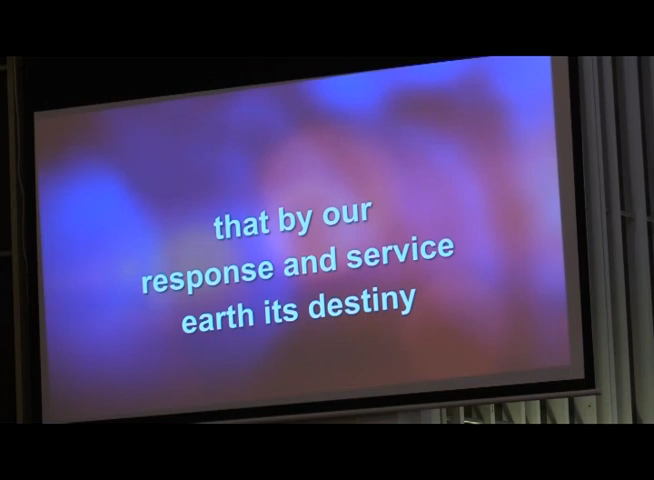 that by our
response and service
earth its destiny